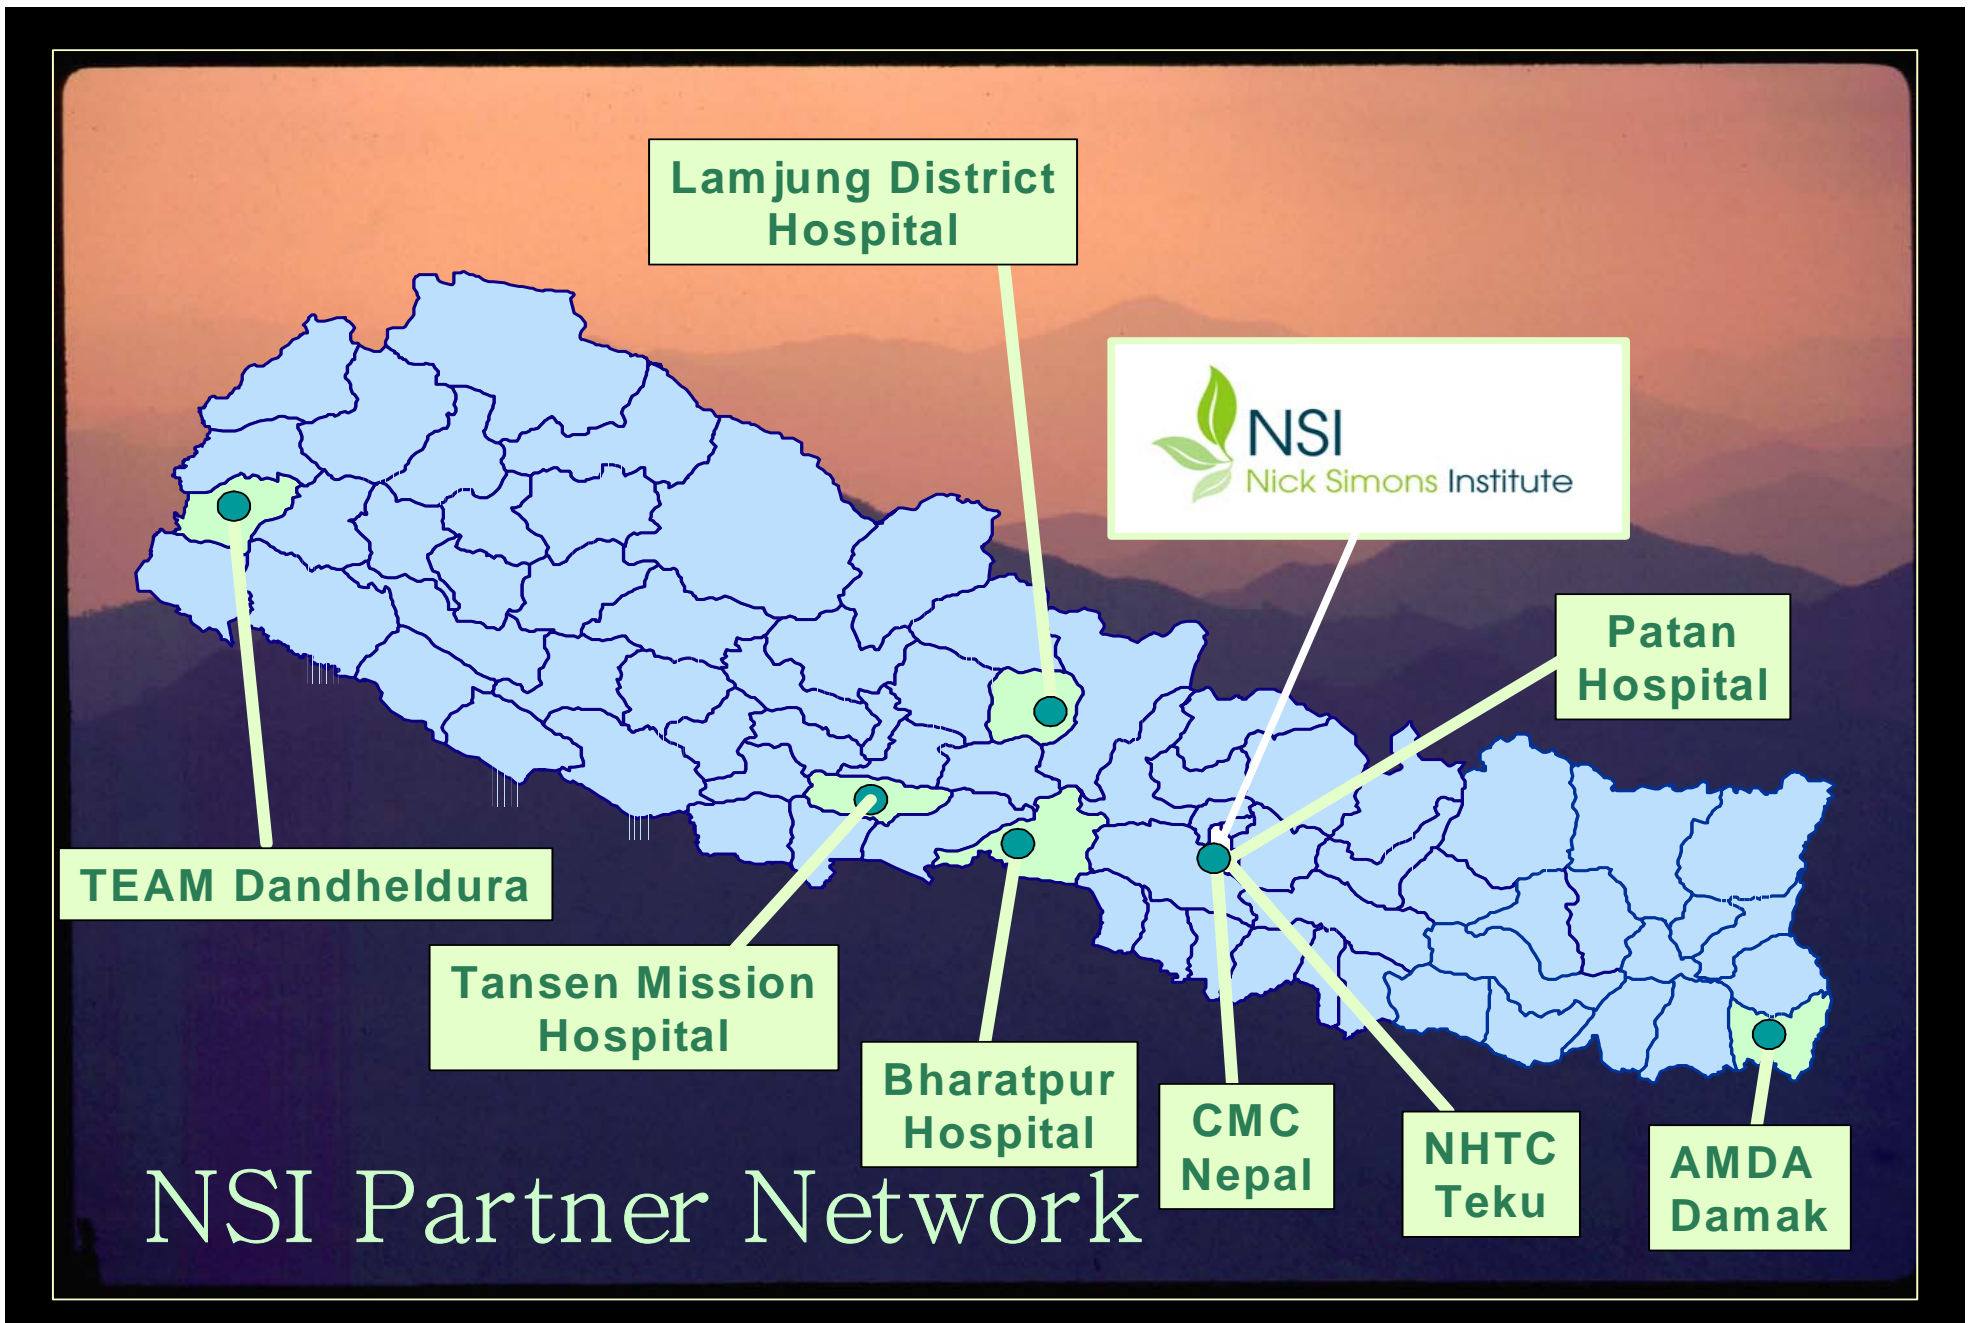 Lamjung District
Hospital
NSI
Nick Simons Institute
Patan
Hospital
TEAM Dandheldura
Tansen Mission
Hospital
Bharatpur
Hospital
CMC
Nepal
NHTC
Teku
AMDA
Damak
NSI Partner Network